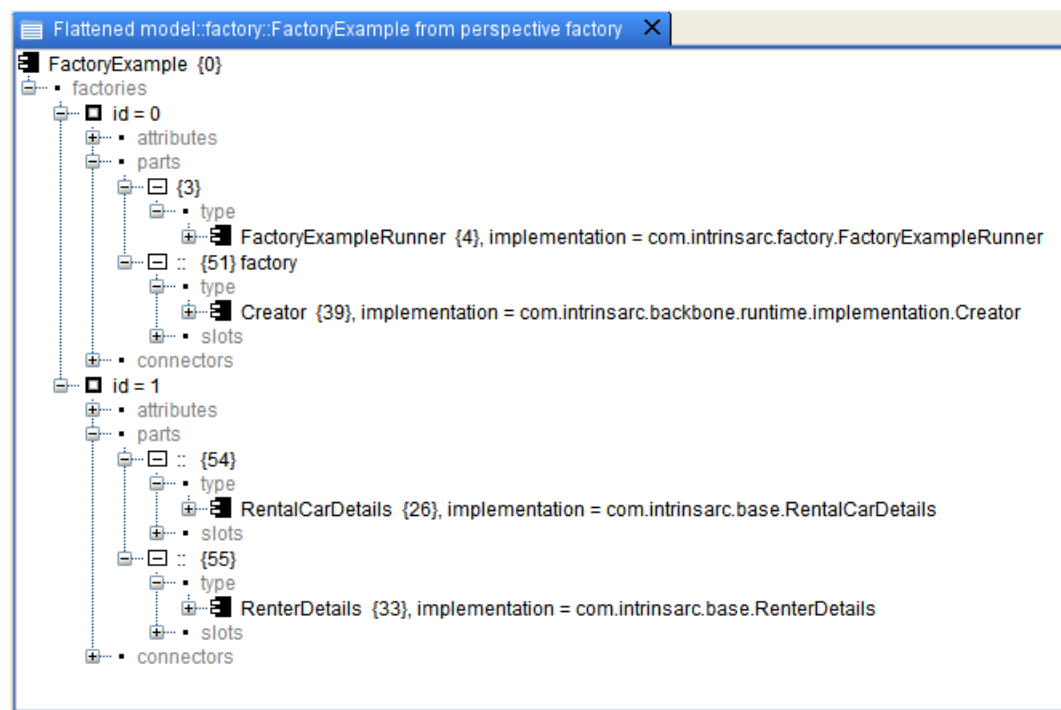 Flattened model::factory::FactoryExample from perspective factory
FactoryExample {0}
factories
id = 0
attributes
parts
{3}
type
FactoryExampleRunner {4}, implementation = com.intrinsarc.factory.FactoryExampleRunner
:: {51} factory
type
Creator {39}, implementation = com.intrinsarc.backbone.runtime.implementation.Creator
slots
connectors
id = 1
attributes
parts
:: {54}
type
RentalCarDetails {26}, implementation = com.intrinsarc.base.RentalCarDetails
slots
:: {55}
type
RenterDetails {33}, implementation = com.intrinsarc.base.RenterDetails
slots
connectors